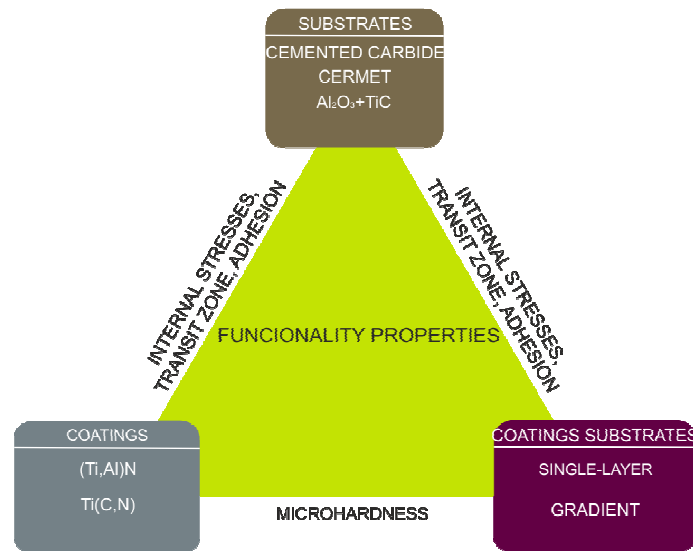 SUBSTRATES
CEMENTED CARBIDE
CERMET
Al₂O₃+TiC
INTERNAL STRESSES,
TRANSIT ZONE, ADHESION
INTERNAL STRESSES,
TRANSIT ZONE, ADHESION
FUNCIONALITY PROPERTIES
COATINGS
(Ti,Al)N
Ti(C,N)
COATINGS SUBSTRATES
SINGLE-LAYER
GRADIENT
MICROHARDNESS